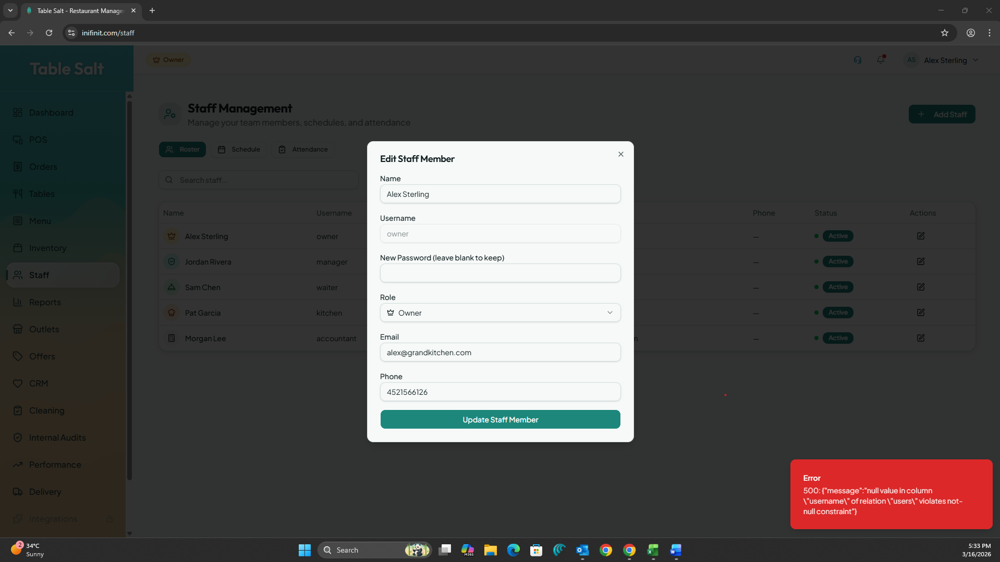 Table Salt - Restaurant Manage
inifinit.com/staff
Table Salt
Owner
AS
Alex Sterling
Dashboard
POS
Orders
Tables
Menu
Inventory
Staff
Reports
Outlets
Offers
CRM
Cleaning
Internal Audits
Performance
Delivery
Integrations
Staff Management
Manage your team members, schedules, and attendance
Add Staff
Roster
Schedule
Attendance
Search staff...
Name Username Phone Status Actions
Alex Sterling owner — Active
Jordan Rivera manager — Active
Sam Chen waiter — Active
Pat Garcia kitchen — Active
Morgan Lee accountant m — Active
Edit Staff Member
Name
Alex Sterling
Username
owner
New Password (leave blank to keep)
Role
Owner
Email
alex@grandkitchen.com
Phone
4521566126
Update Staff Member
Error
500: {"message":"null value in column
\"username\" of relation \"users\" violates not-
null constraint"}
2
34°C
Sunny
Search
M365
5:33 PM
3/16/2026